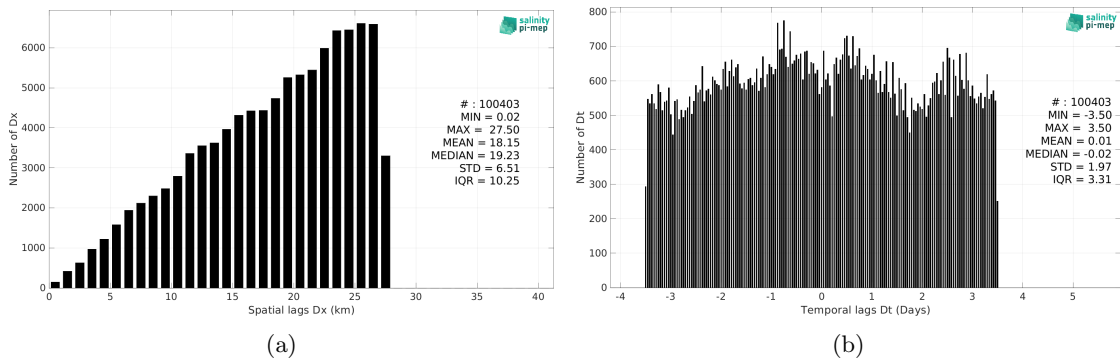 salinity
pi-mep
6000
5000
4000
3000
2000
1000
0
Number of Dx
# : 100403
MIN = 0.02
MAX = 27.50
MEAN = 18.15
MEDIAN = 19.23
STD = 6.51
IQR = 10.25
0 5 10 15 20 25 30 35 40
Spatial lags Dx (km)
(a)
salinity
pi-mep
800
700
600
500
400
300
200
100
0
Number of Dt
# : 100403
MIN = -3.50
MAX = 3.50
MEAN = 0.01
MEDIAN = -0.02
STD = 1.97
IQR = 3.31
-4 -3 -2 -1 0 1 2 3 4 5
Temporal lags Dt (Days)
(b)